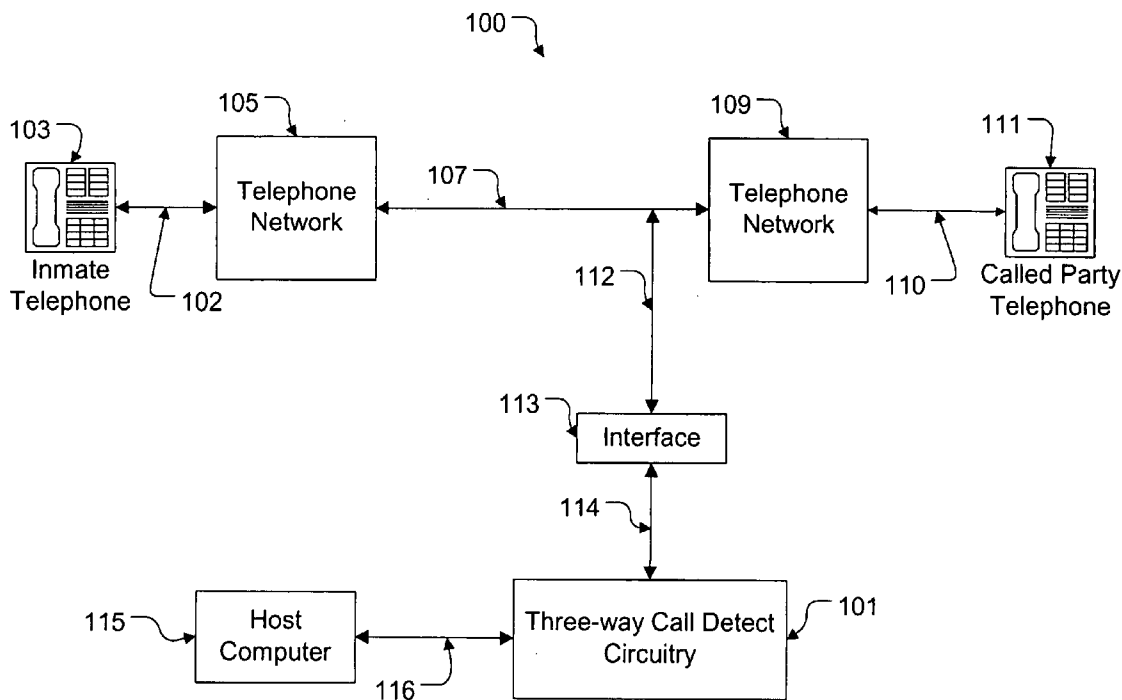 100
105
109
103
111
107
Telephone
Network
Telephone
Network
Inmate
Telephone
102
112
110
Called Party
Telephone
113
Interface
114
115
Host
Computer
116
Three-way Call Detect
Circuitry
101